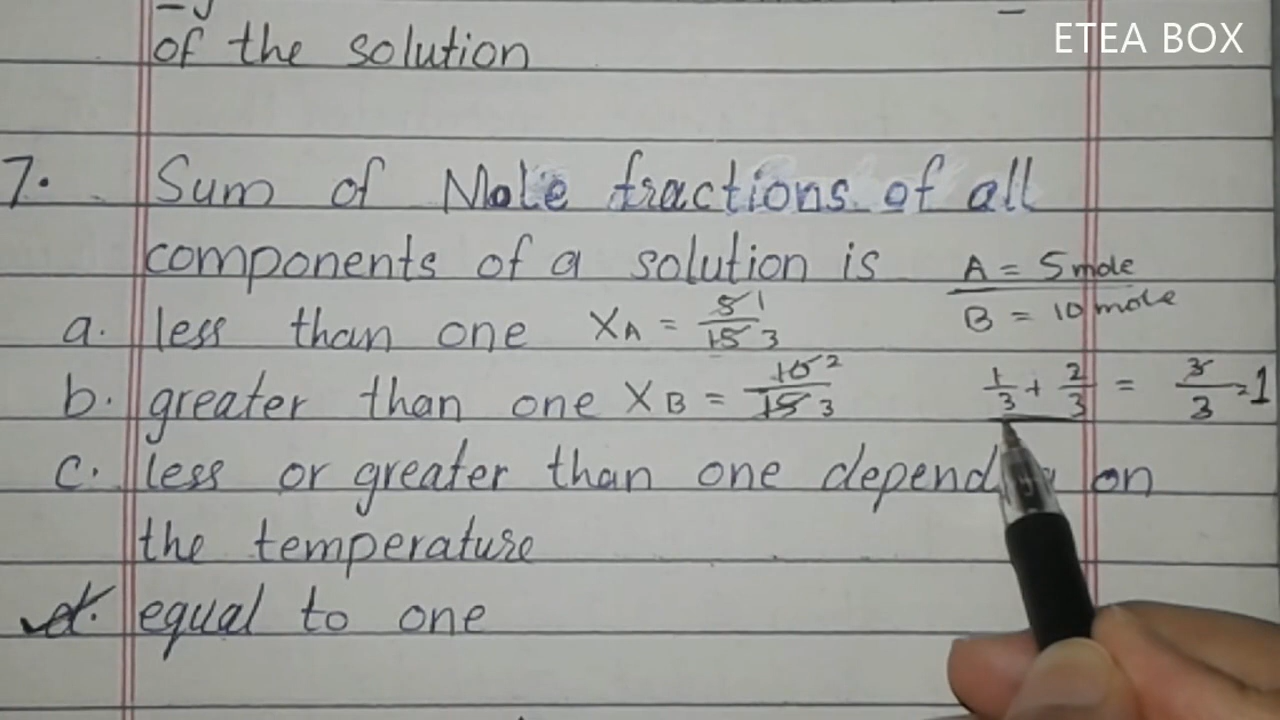 ETEA BOX
of the solution
7. Sum of Mole fractions of all
components of a solution is
A = 5 mole
B = 10 mole
a. less than one XA = 5 1 / 15 3
b. greater than one XB = 10 2 / 15 3
1/3 + 2/3 = 3/3 = 1
c. less or greater than one depend on
the temperature
d. equal to one